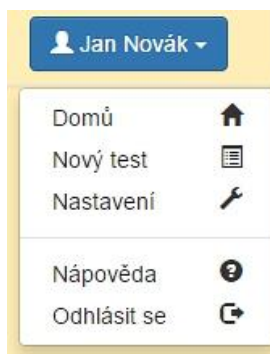 Jan Novák
Domů
Nový test
Nastavení
Nápověda
Odhlásit se